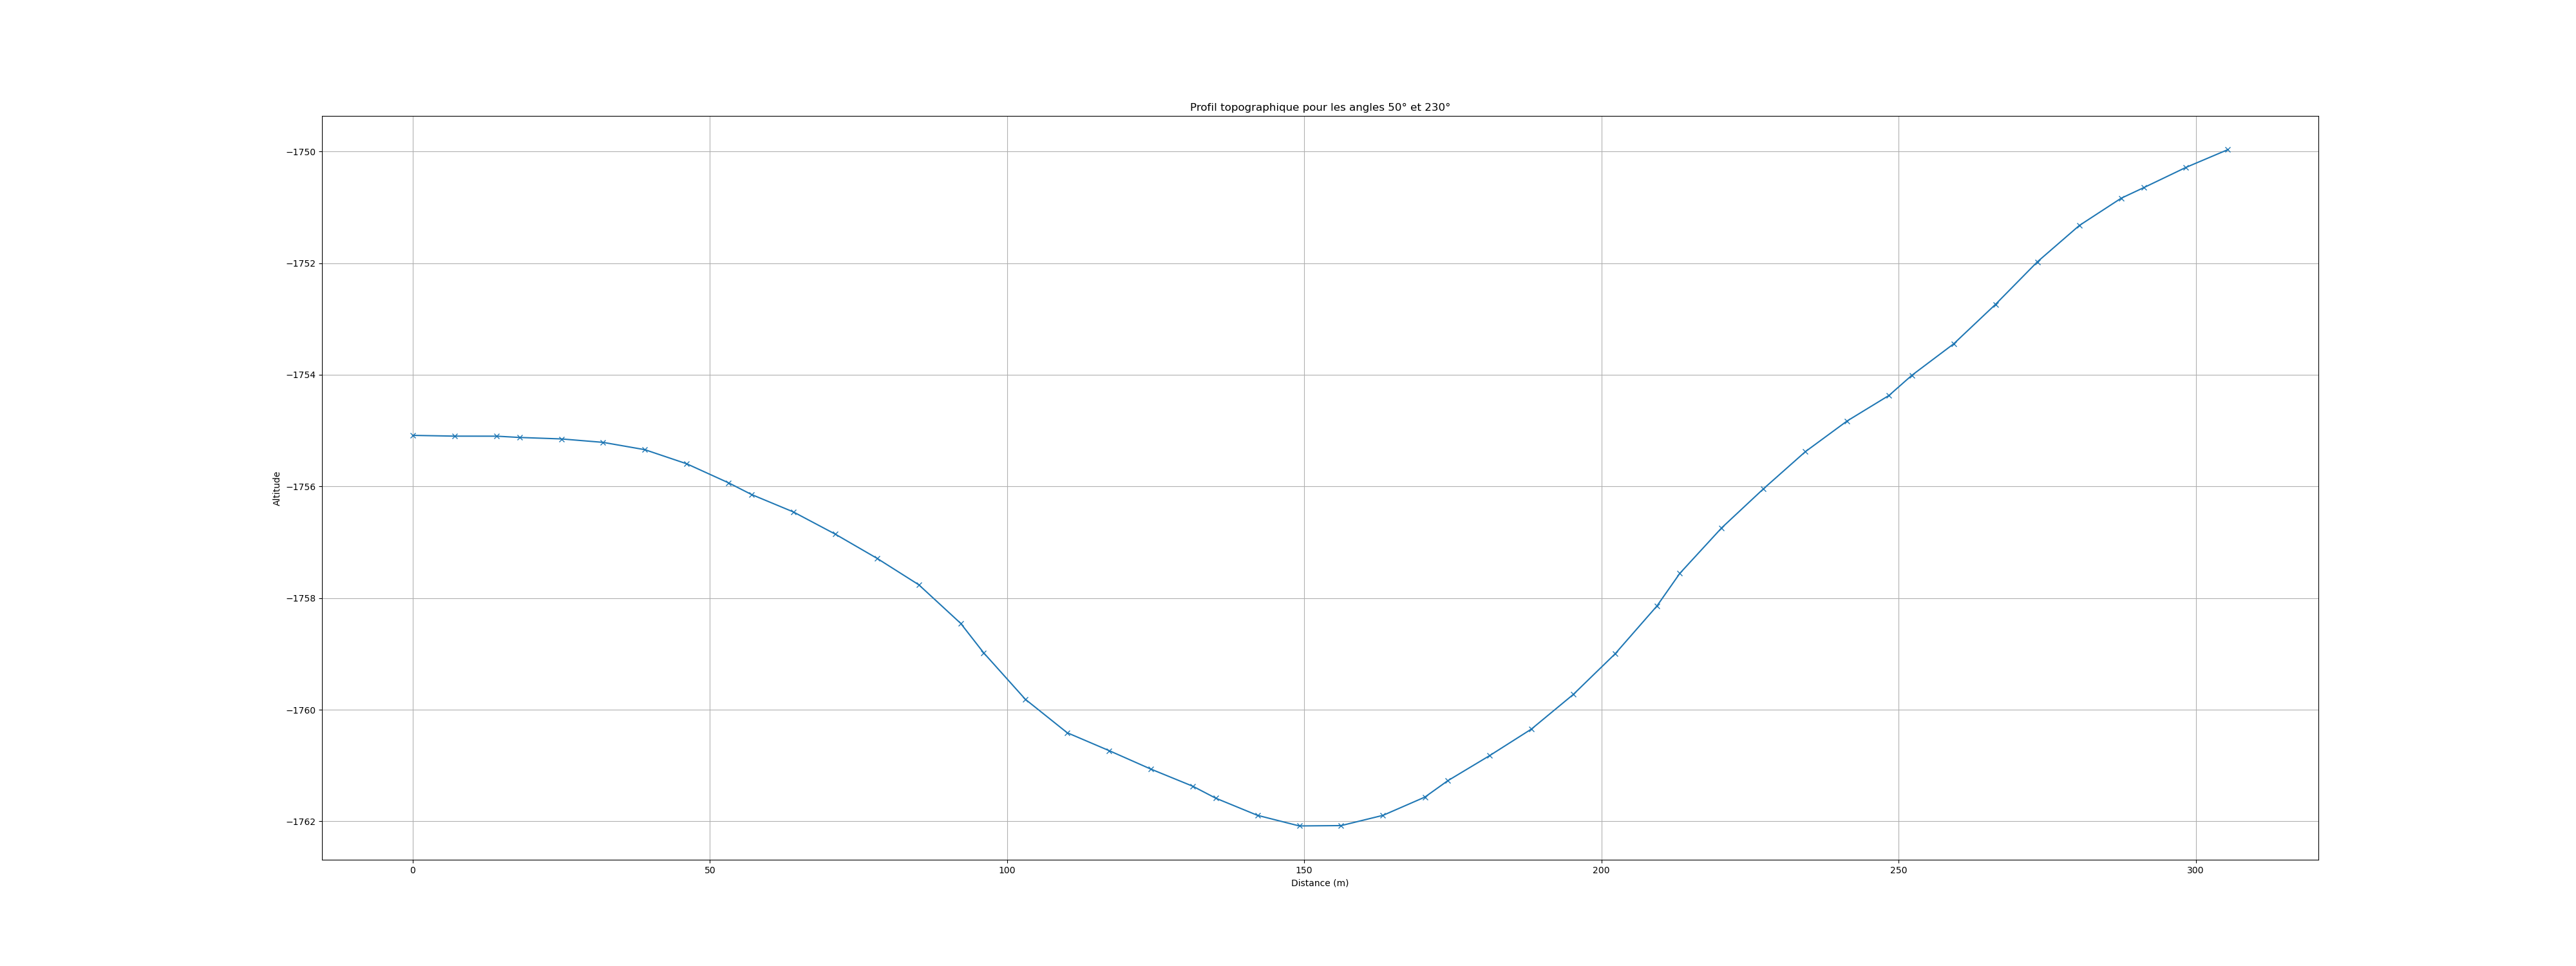 Profil topographique pour les angles 50° et 230°
−1750
−1752
−1754
−1756
−1758
−1760
−1762
Altitude
0 50 100 150 200 250 300
Distance (m)